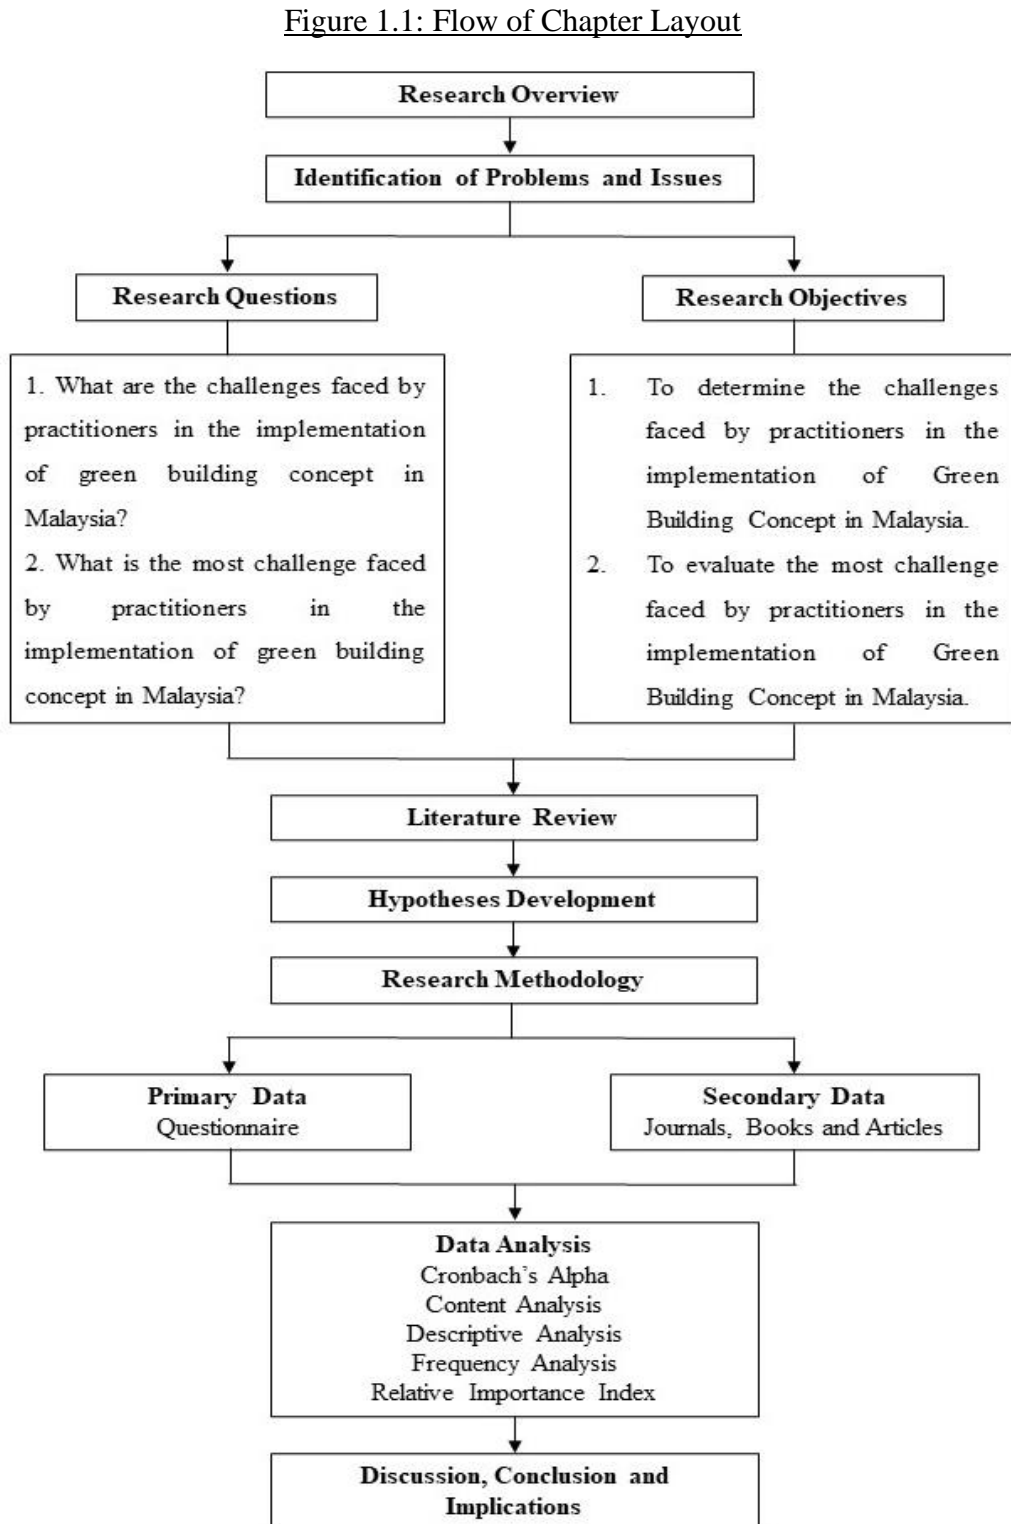 Figure 1.1: Flow of Chapter Layout
Research Overview
Identification of Problems and Issues
Research Questions
1. What are the challenges faced by
practitioners in the implementation
of green building concept in
Malaysia?
2. What is the most challenge faced
by practitioners in the
implementation of green building
concept in Malaysia?
Research Objectives
1. To determine the challenges
faced by practitioners in the
implementation of Green
Building Concept in Malaysia.
2. To evaluate the most challenge
faced by practitioners in the
implementation of Green
Building Concept in Malaysia.
Literature Review
Hypotheses Development
Research Methodology
Primary Data
Questionnaire
Secondary Data
Journals, Books and Articles
Data Analysis
Cronbach's Alpha
Content Analysis
Descriptive Analysis
Frequency Analysis
Relative Importance Index
Discussion, Conclusion and
Implications